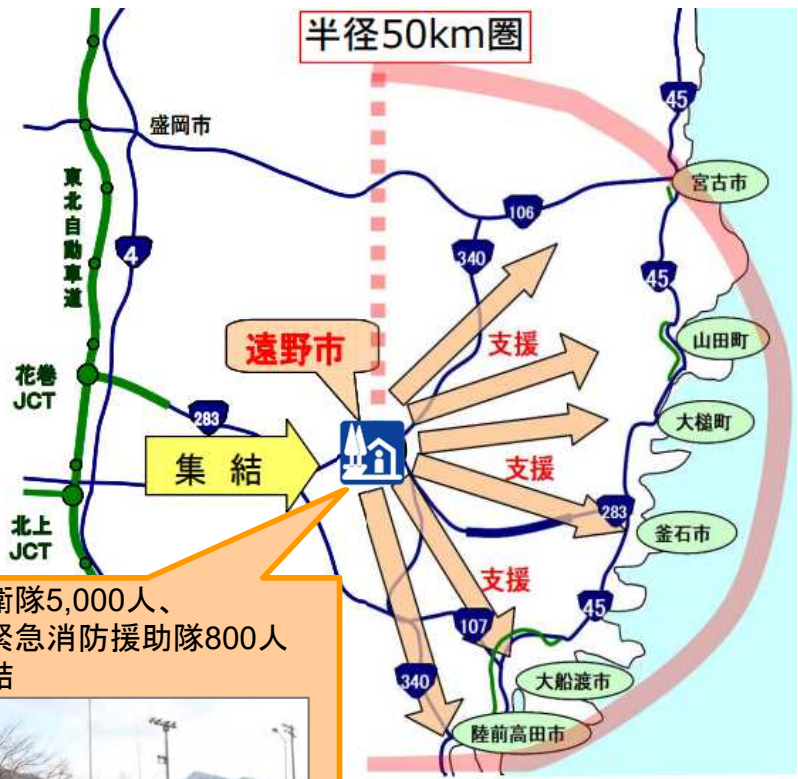 半径50km圏
45
盛岡市
宮古市
東北自動車道
106
4
340
45
遠野市
支援
山田町
花巻
JCT
283
大槌町
集 結
支援
283
釜石市
北上
JCT
支援
衛隊5,000人、
緊急消防援助隊800人
結
45
107
340
大船渡市
陸前高田市